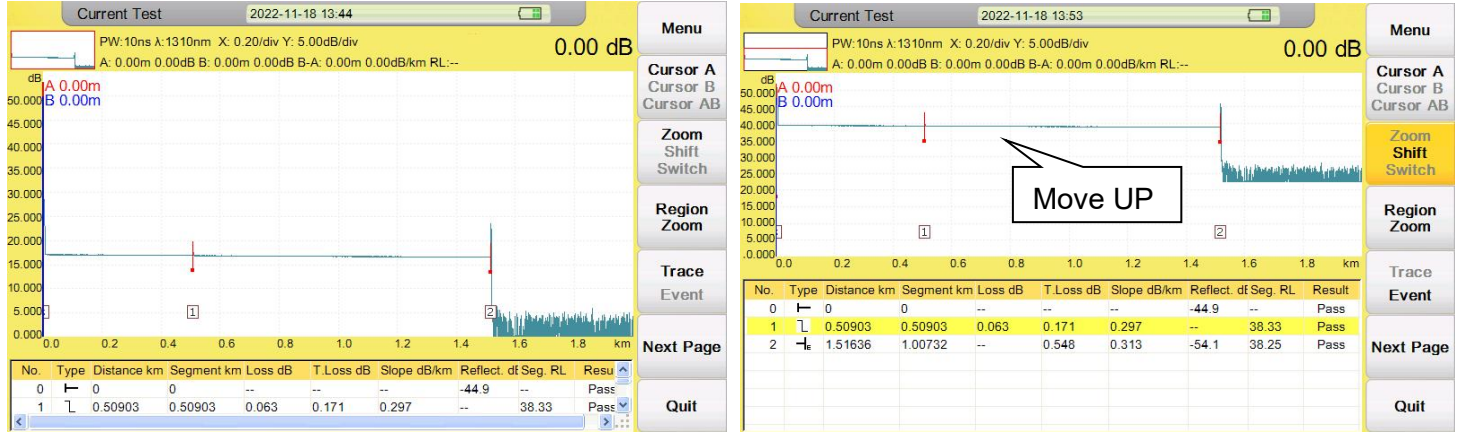 Current Test 2022-11-18 13:44
PW:10ns λ:1310nm X: 0.20/div Y: 5.00dB/div
A: 0.00m 0.00dB B: 0.00m 0.00dB B-A: 0.00m 0.00dB/km RL:--
0.00 dB
dB
A 0.00m
B 0.00m
50.000
45.000
40.000
35.000
30.000
25.000
20.000
15.000
10.000
5.000
0.000
1
2
0.0 0.2 0.4 0.6 0.8 1.0 1.2 1.4 1.6 1.8 km
No. Type Distance km Segment km Loss dB T.Loss dB Slope dB/km Reflect. dE Seg. RL Resu
0 0 0 -- -- -- -44.9 -- Pass
1 0.50903 0.50903 0.063 0.171 0.297 -- 38.33 Pass
Menu
Cursor A
Cursor B
Cursor AB
Zoom
Shift
Switch
Region
Zoom
Trace
Event
Next Page
Quit
Current Test 2022-11-18 13:53
PW:10ns λ:1310nm X: 0.20/div Y: 5.00dB/div
A: 0.00m 0.00dB B: 0.00m 0.00dB B-A: 0.00m 0.00dB/km RL:--
0.00 dB
dB
A 0.00m
B 0.00m
50.000
45.000
40.000
35.000
30.000
25.000
20.000
15.000
10.000
5.000
.0.000
Move UP
1
2
0.0 0.2 0.4 0.6 0.8 1.0 1.2 1.4 1.6 1.8 km
No. Type Distance km Segment km Loss dB T.Loss dB Slope dB/km Reflect. dE Seg. RL Result
0 0 0 -- -- -- -44.9 -- Pass
1 0.50903 0.50903 0.063 0.171 0.297 -- 38.33 Pass
2 E 1.51636 1.00732 -- 0.548 0.313 -54.1 38.25 Pass
Menu
Cursor A
Cursor B
Cursor AB
Zoom
Shift
Switch
Region
Zoom
Trace
Event
Next Page
Quit